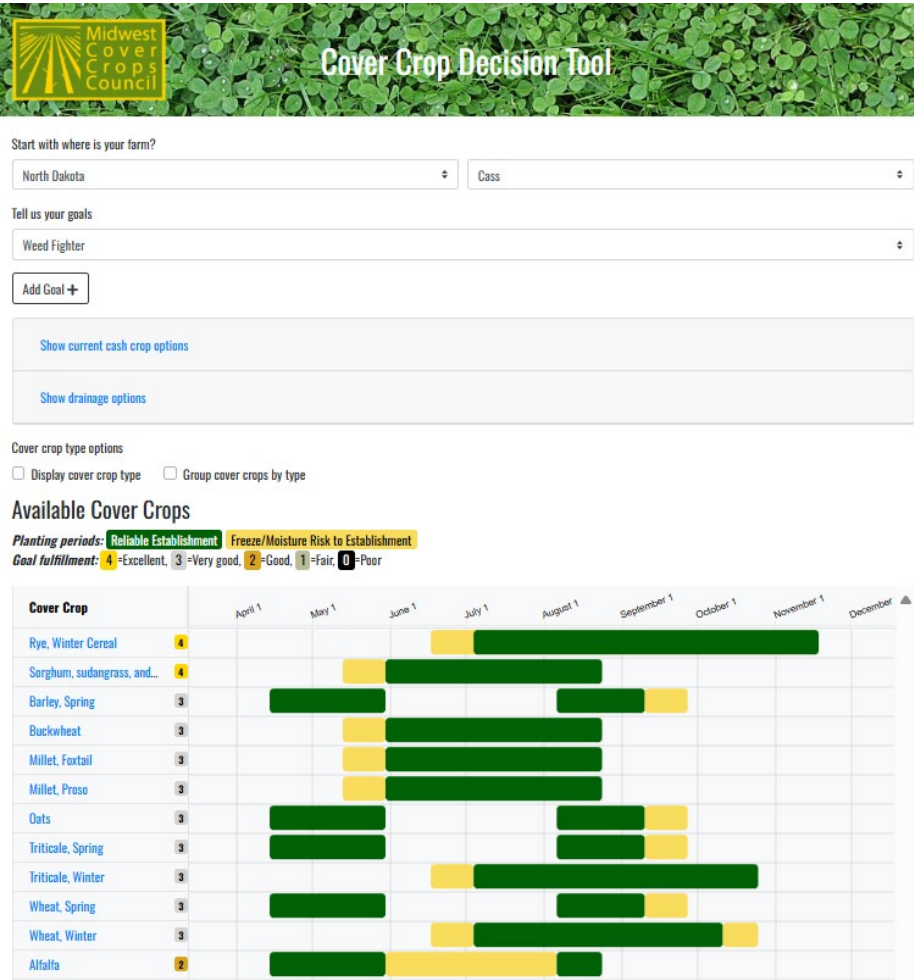 Midwest
Cover
Crops
Council
Cover Crop Decision Tool
Start with where is your farm?
North Dakota
Cass
Tell us your goals
Weed Fighter
Add Goal +
Show current cash crop options
Show drainage options
Cover crop type options
Display cover crop type
Group cover crops by type
Available Cover Crops
Planting periods: Reliable Establishment Freeze/Moisture Risk to Establishment
Goal fulfillment: 4 =Excellent, 3 =Very good, 2 =Good, 1 =Fair, 0 =Poor
Cover Crop April 1 May 1 June 1 July 1 August 1 September 1 October 1 November 1 December
Rye, Winter Cereal 4
Sorghum, sudangrass, and... 4
Barley, Spring 3
Buckwheat 3
Millet, Foxtail 3
Millet, Proso 3
Oats 3
Triticale, Spring 3
Triticale, Winter 3
Wheat, Spring 3
Wheat, Winter 3
Alfalfa 2